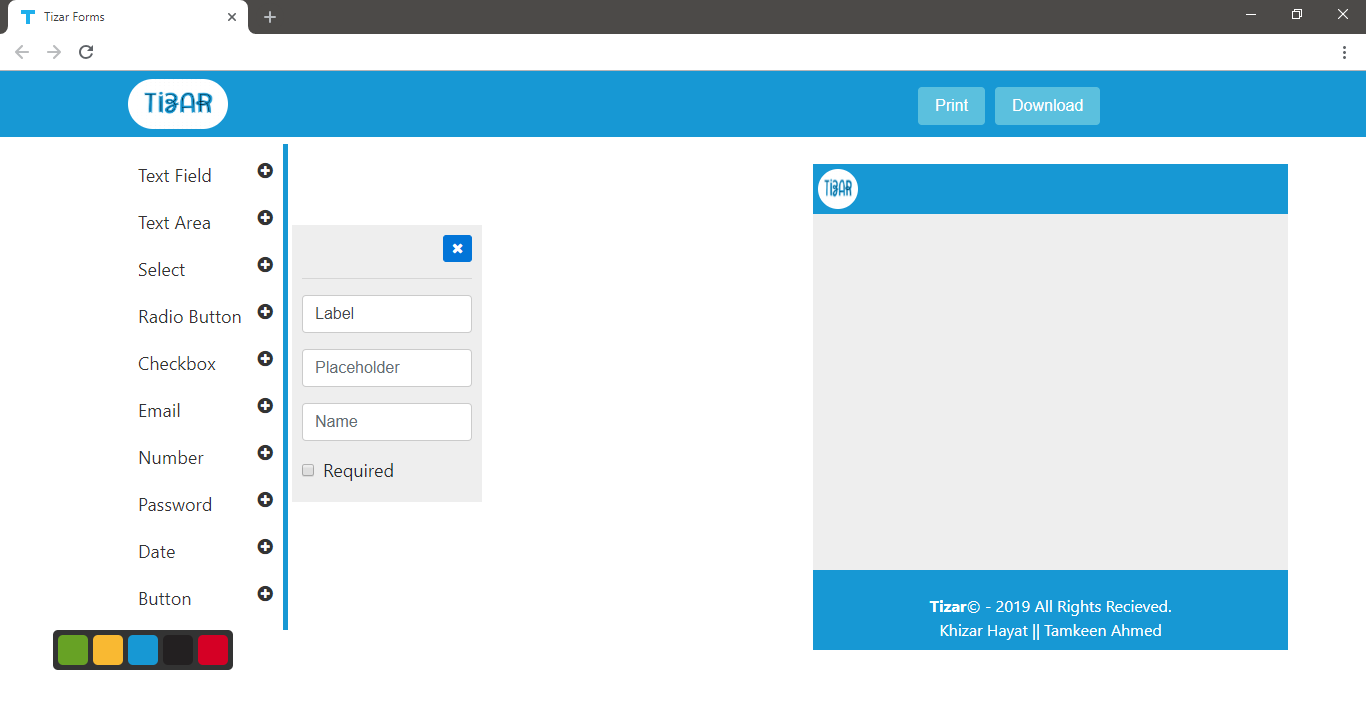 Tizar Forms
TizAR
Print
Download
Text Field
Text Area
Select
Radio Button
Checkbox
Email
Number
Password
Date
Button
Label
Placeholder
Name
Required
TizAR
Tizar© - 2019 All Rights Recieved.
Khizar Hayat || Tamkeen Ahmed